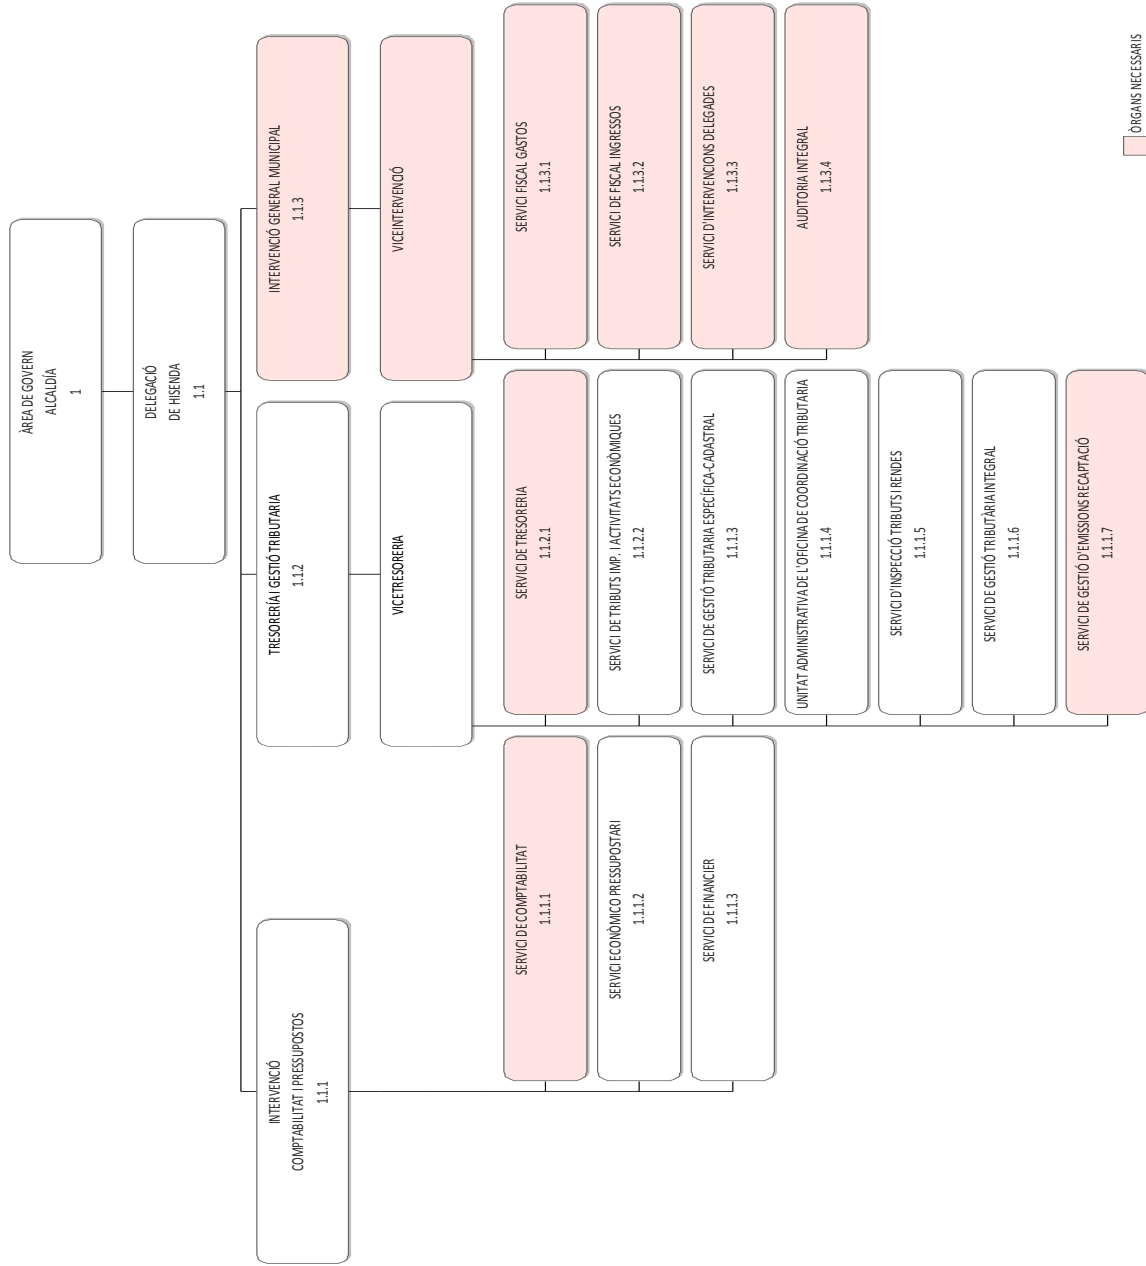 ÀREA DE GOVERN
ALCALDÍA
1
DELEGACIÓ
DE HISENDA
1.1
INTERVENCIÓ
COMPTABILITAT I PRESSUPOSTOS
1.1.1
TRESORERÍA I GESTIÓ TRIBUTARIA
1.1.2
INTERVENCIÓ GENERAL MUNICIPAL
1.1.3
VICETRESORERIA
VICEINTERVENCIÓ
SERVICI DE COMPTABILITAT
1.1.1.1
SERVICI ECONÒMICO PRESSUPOSTARI
1.1.1.2
SERVICI DE FINANCIER
1.1.1.3
SERVICI DE TRESORERIA
1.1.2.1
SERVICI DE TRIBUTS IMP. I ACTIVITATS ECONÒMIQUES
1.1.2.2
SERVICI DE GESTIÓ TRIBUTARIA ESPECÍFICA-CADASTRAL
1.1.1.3
UNITAT ADMINISTRATIVA DE L'OFICINA DE COORDINACIÓ TRIBUTARIA
1.1.1.4
SERVICI D'INSPECCIÓ TRIBUTS I RENDES
1.1.1.5
SERVICI DE GESTIÓ TRIBUTÀRIA INTEGRAL
1.1.1.6
SERVICI DE GESTIÓ D'EMISSIONS RECAPTACIÓ
1.1.1.7
SERVICI FISCAL GASTOS
1.1.3.1
SERVICI DE FISCAL INGRESSOS
1.1.3.2
SERVICI D'INTERVENCIONS DELEGADES
1.1.3.3
AUDITORIA INTEGRAL
1.1.3.4
ÒRGANS NECESSARIS